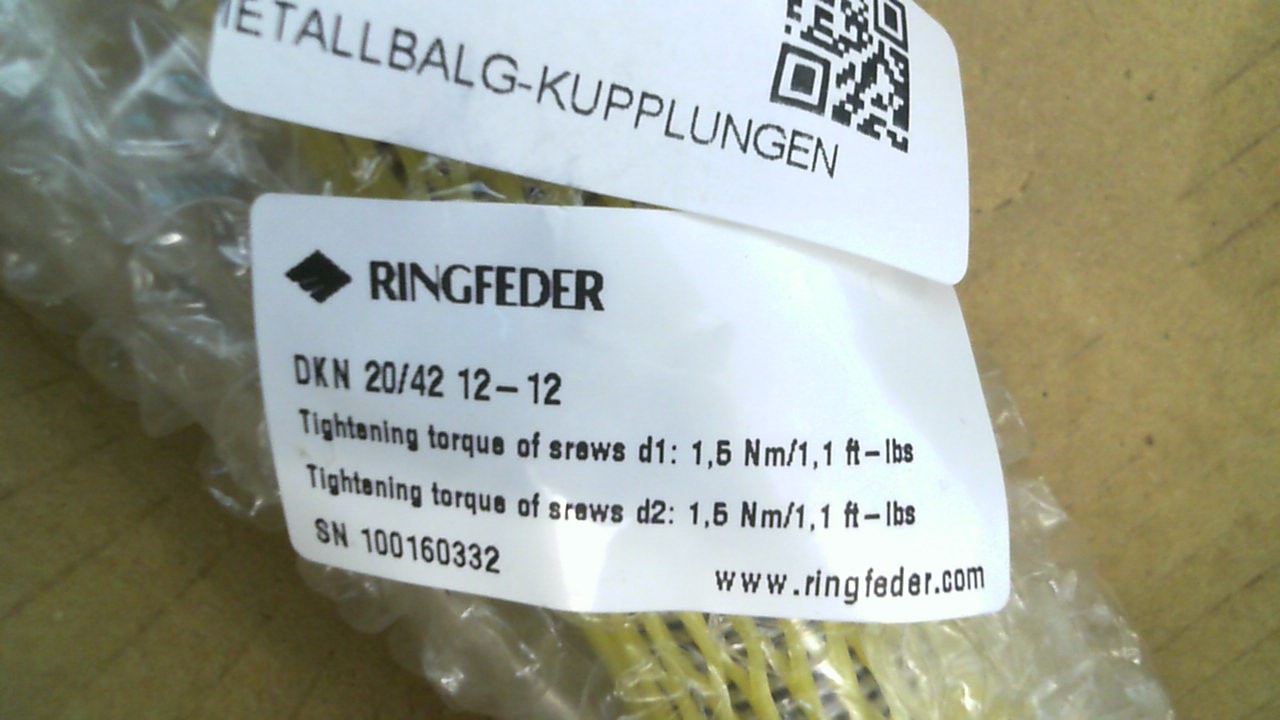 METALLBALG-KUPPLUNGEN
RINGFEDER
DKN 20/42 12-12
Tightening torque of srews d1: 1,5 Nm/1,1 ft-lbs
Tightening torque of srews d2: 1,5 Nm/1,1 ft-lbs
SN 100160332
www.ringfeder.com